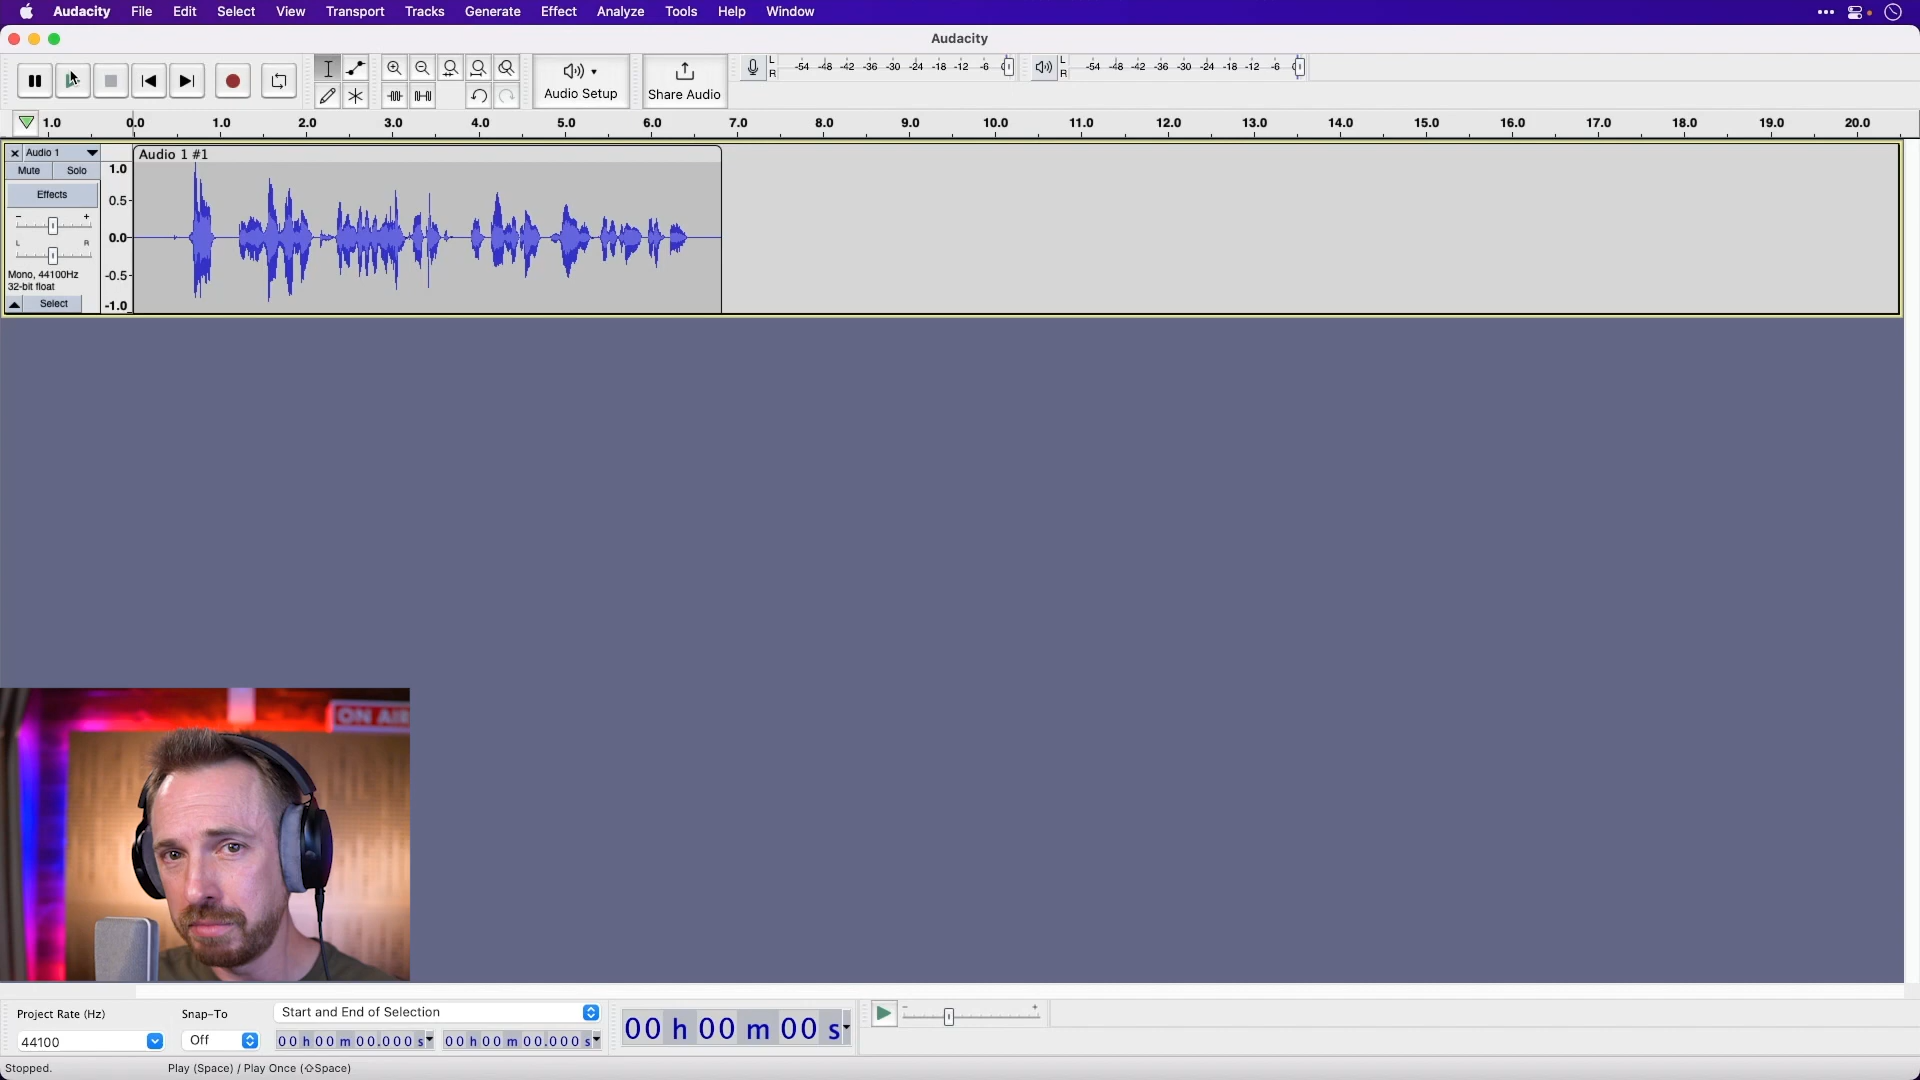 Audacity File Edit Select View Transport Tracks Generate Effect Analyze Tools Help Window
Audacity
Audio Setup
Share Audio
L
R
-54 -48 -42 -36 -30 -24 -18 -12 -6
L
R
-54 -48 -42 -36 -30 -24 -18 -12 -6
1.0 0.0 1.0 2.0 3.0 4.0 5.0 6.0 7.0 8.0 9.0 10.0 11.0 12.0 13.0 14.0 15.0 16.0 17.0 18.0 19.0 20.0
Audio 1
Mute Solo
Effects
- +
L R
Mono, 44100Hz
32-bit float
Select
1.0
0.5
0.0
-0.5
-1.0
Audio 1 #1
ON AIR
Project Rate (Hz)
44100
Snap-To
Off
Start and End of Selection
00 h 00 m 00.000 s 00 h 00 m 00.000 s
00 h 00 m 00 s
- +
Stopped.
Play (Space) / Play Once (⇧Space)